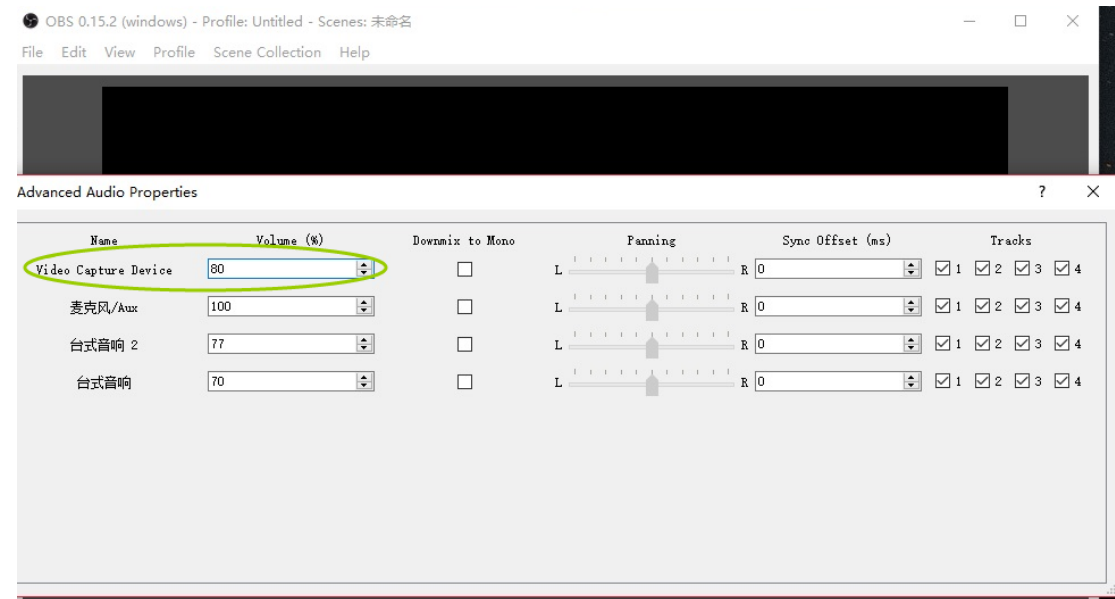 OBS 0.15.2 (windows) - Profile: Untitled - Scenes: 未命名
File Edit View Profile Scene Collection Help
Advanced Audio Properties ?
Name Volume (%) Downmix to Mono Panning Sync Offset (ms) Tracks
Video Capture Device 80 L R 0 1 2 3 4
麦克风/Aux 100 L R 0 1 2 3 4
台式音响 2 77 L R 0 1 2 3 4
台式音响 70 L R 0 1 2 3 4